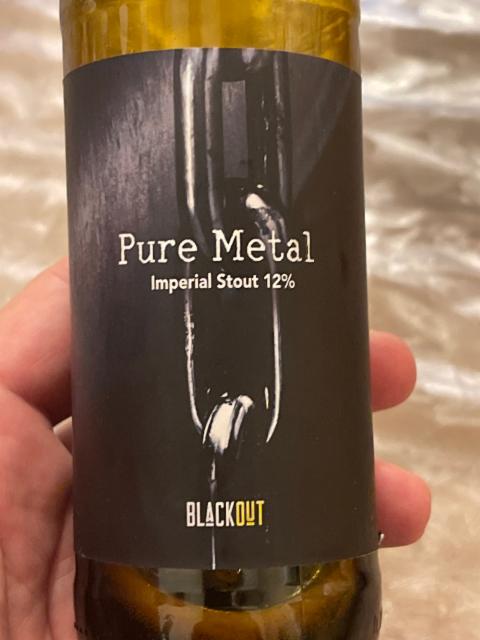 Pure Metal
Imperial Stout 12%
BLACKOUT